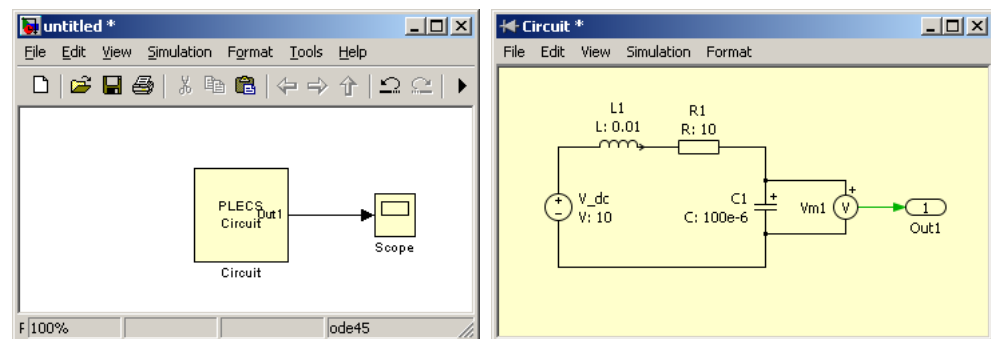 untitled *
File Edit View Simulation Format Tools Help
PLECS
Circuit
Out1
Circuit
Scope
F 100%
ode45
Circuit *
File Edit View Simulation Format
L1
L: 0.01
R1
R: 10
+
−
V_dc
V: 10
C1
C: 100e-6
+
Vm1
V
+
1
Out1